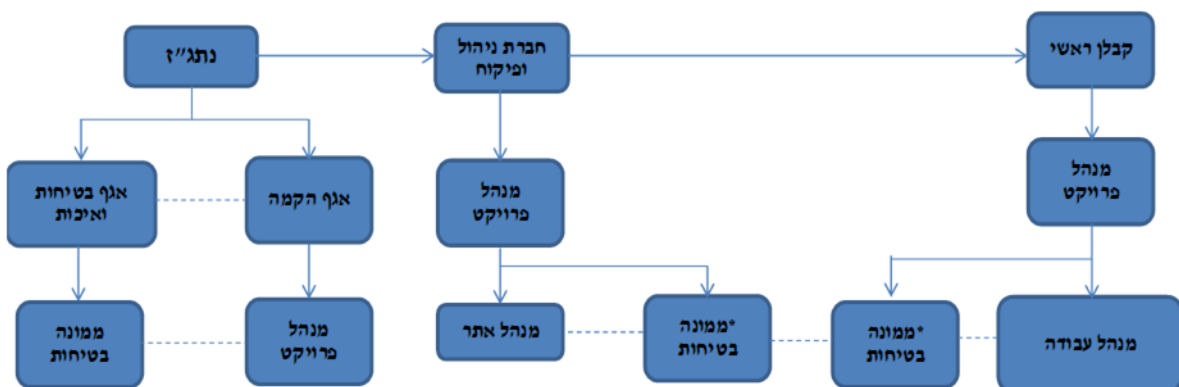 נתג"ז
חברת ניהול
ופיקוח
קבלן ראשי
אגף בטיחות
ואיכות
אגף הקמה
מנהל
פרויקט
מנהל
פרויקט
ממונה
בטיחות
מנהל
פרויקט
מנהל אתר
*ממונה
בטיחות
*ממונה
בטיחות
מנהל עבודה